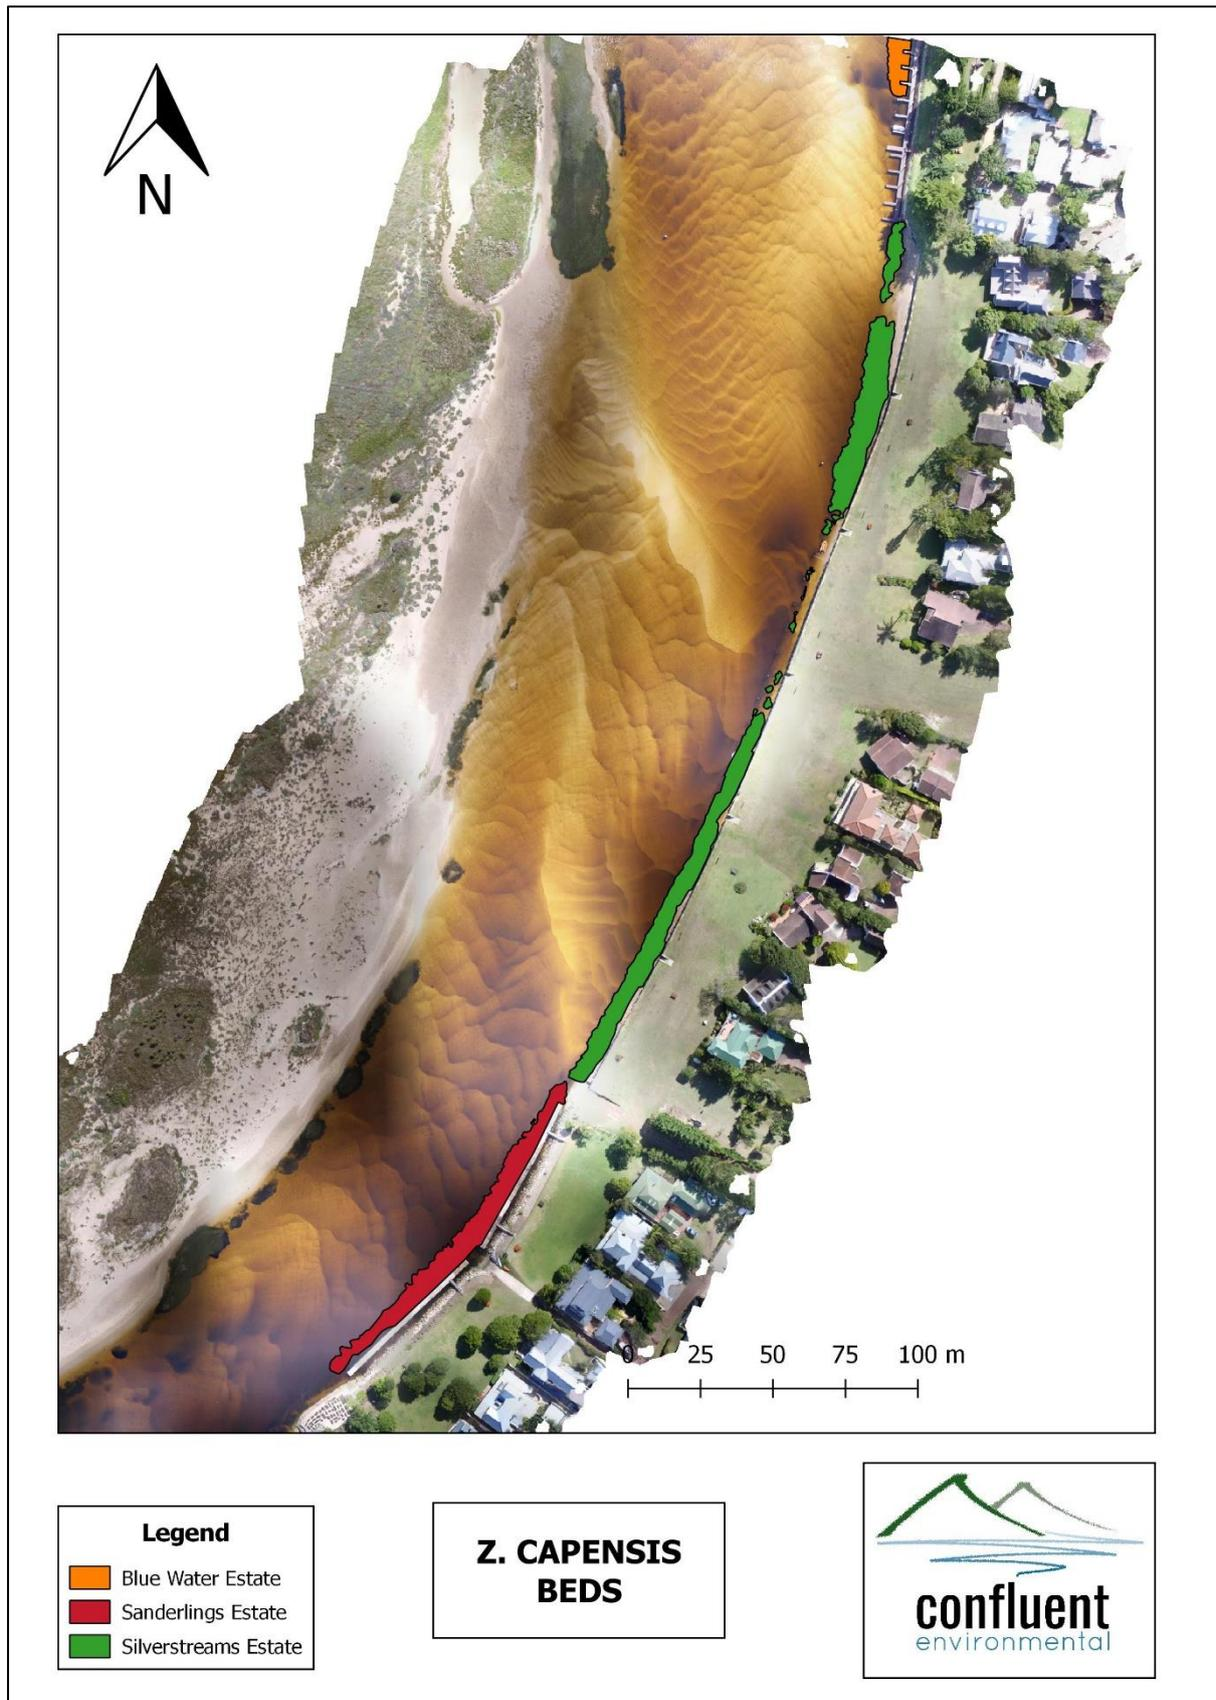 N
0 25 50 75 100 m
Legend
Blue Water Estate
Sanderlings Estate
Silverstreams Estate
Z. CAPENSIS
BEDS
confluent
environmental